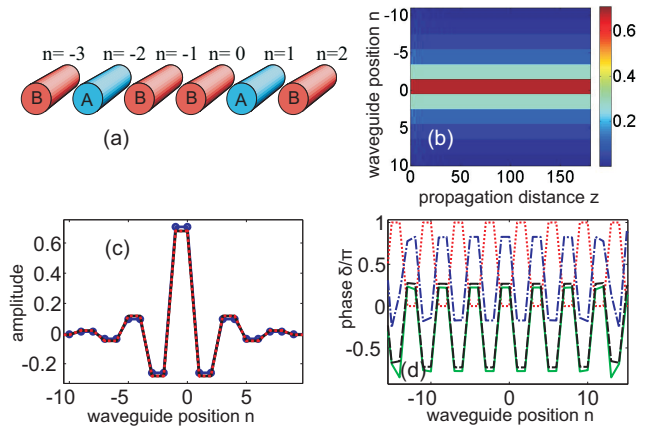 n= -3 n= -2 n= -1 n= 0 n=1 n=2
B A B B A B
(a)
waveguide position n
-10
-5
0
5
10
0 50 100 150
propagation distance z
(b)
0.6
0.4
0.2
amplitude
0.6
0.4
0.2
0
-0.2
-10 -5 0 5
waveguide position n
(c)
phase δ/π
1
0.5
0
-0.5
-10 0 10
waveguide position n
(d)